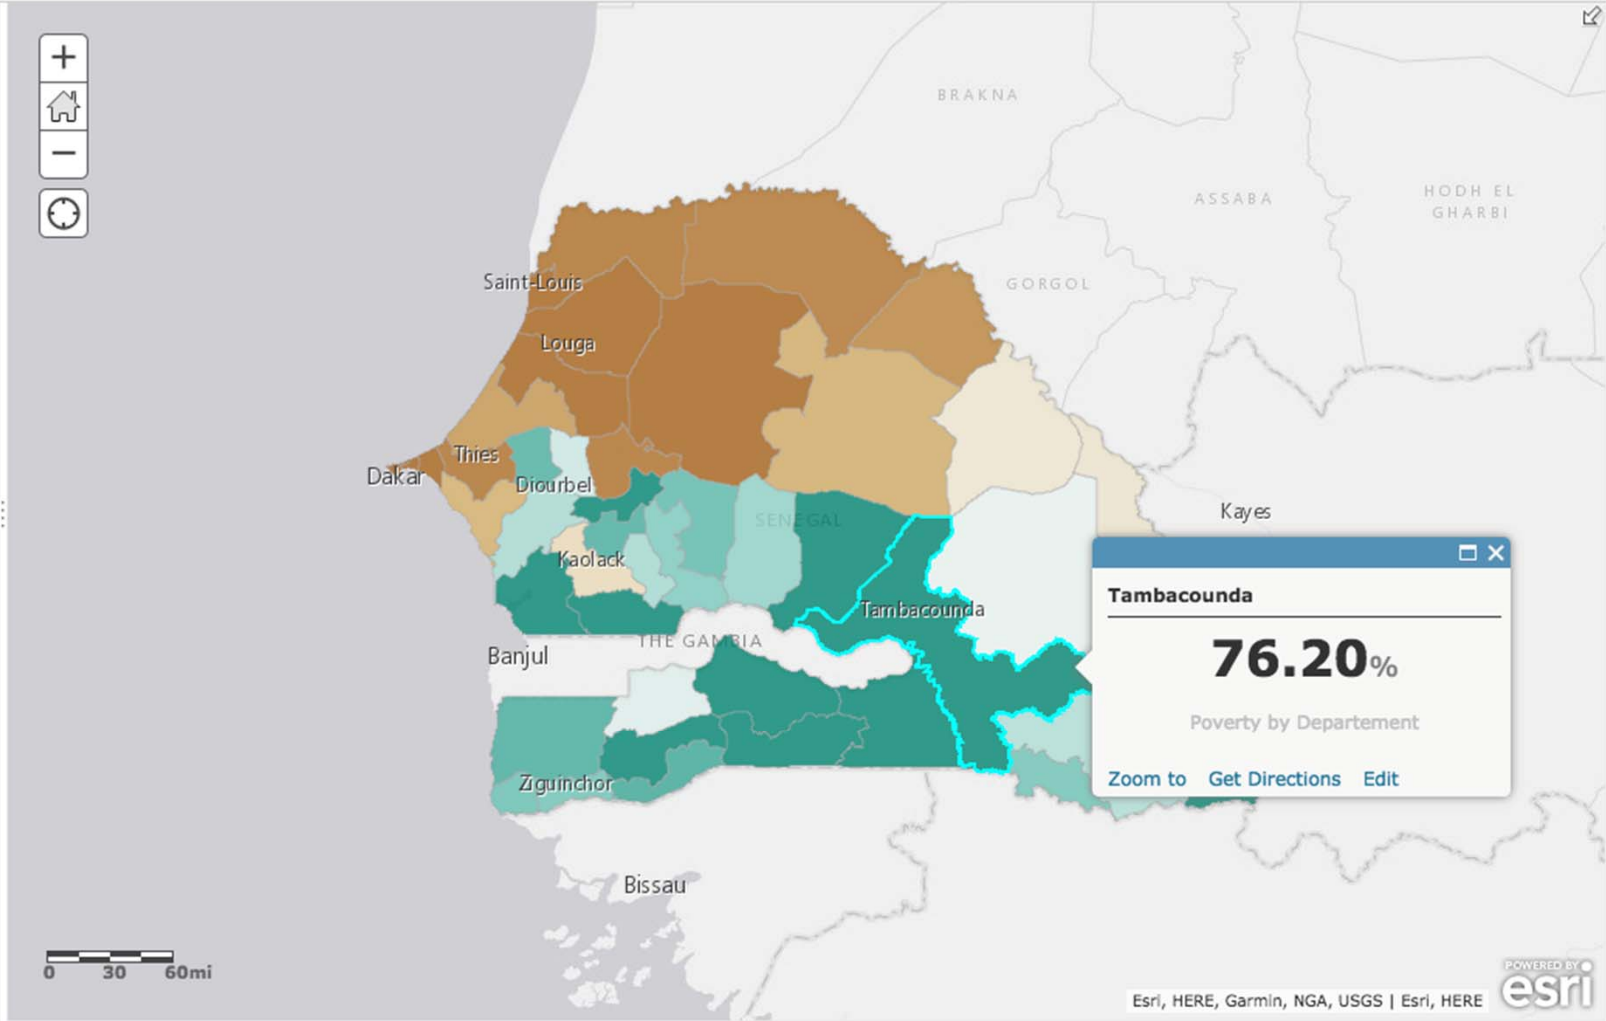 +
−
BRAKNA
ASSABA
HODH EL
GHARBI
GORGOL
Saint-Louis
Louga
Thies
Dakar
Diourbel
SENEGAL
Kayes
Kaolack
Tambacounda
THE GAMBIA
Banjul
Ziguinchor
Bissau
Tambacounda
76.20%
Poverty by Departement
Zoom to Get Directions Edit
0 30 60mi
POWERED BY
esri
Esri, HERE, Garmin, NGA, USGS | Esri, HERE